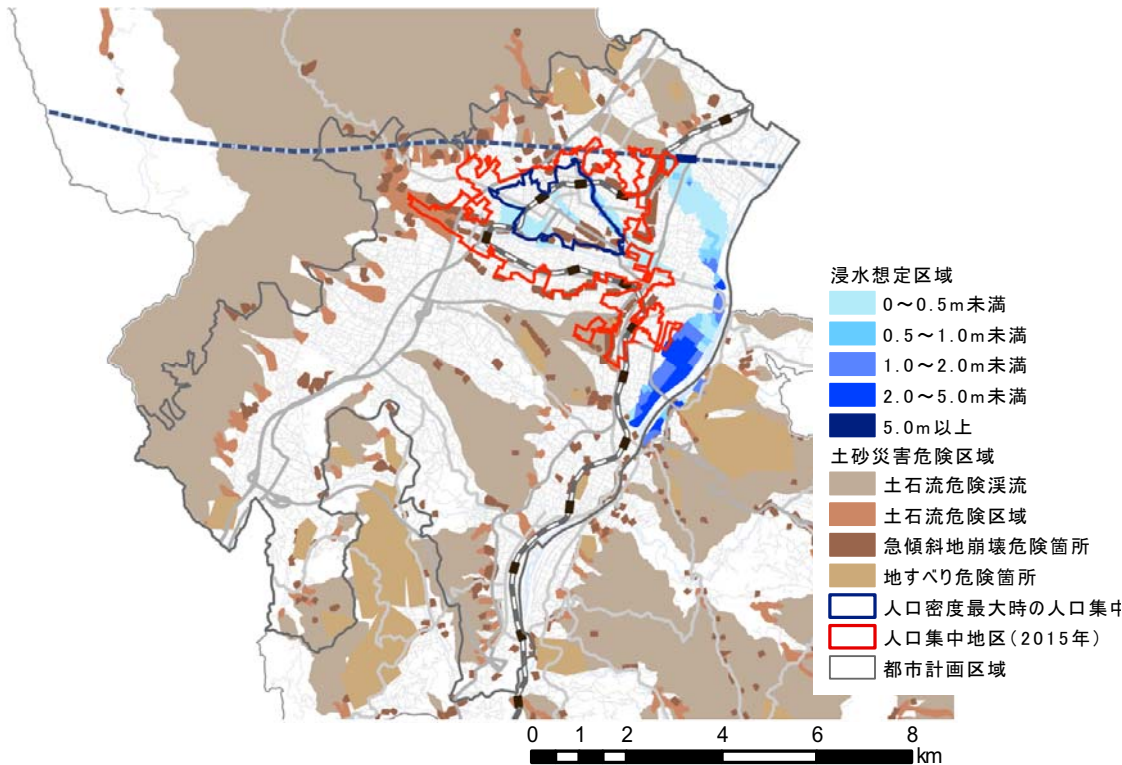 浸水想定区域
0～0.5m未満
0.5～1.0m未満
1.0～2.0m未満
2.0～5.0m未満
5.0m以上
土砂災害危険区域
土石流危険渓流
土石流危険区域
急傾斜地崩壊危険箇所
地すべり危険箇所
人口密度最大時の人口集中
人口集中地区(2015年)
都市計画区域
0 1 2 4 6 8
km